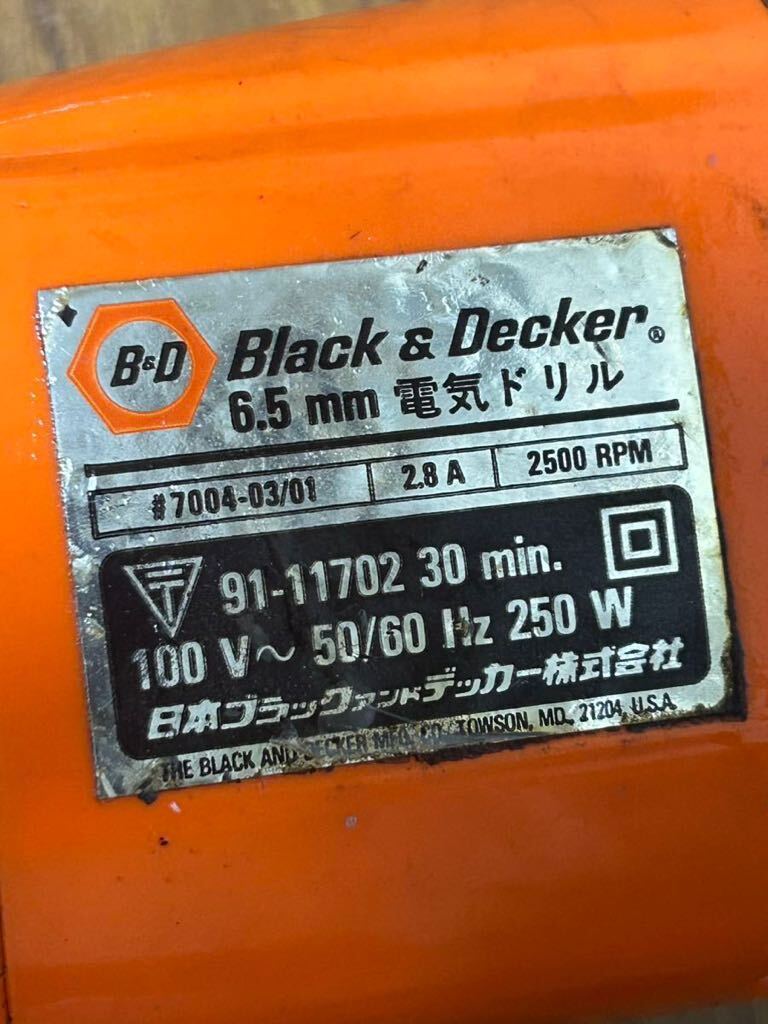 B&D Black & Decker®
6.5 mm 電気ドリル
#7004-03/01 2.8 A 2500 RPM
〒 91-11702 30 min.
100 V~ 50/60 Hz 250 W
日本ブラックアンドデッカー株式会社
THE BLACK AND DECKER MFG. CO., TOWSON, MD., 21204, U.S.A.